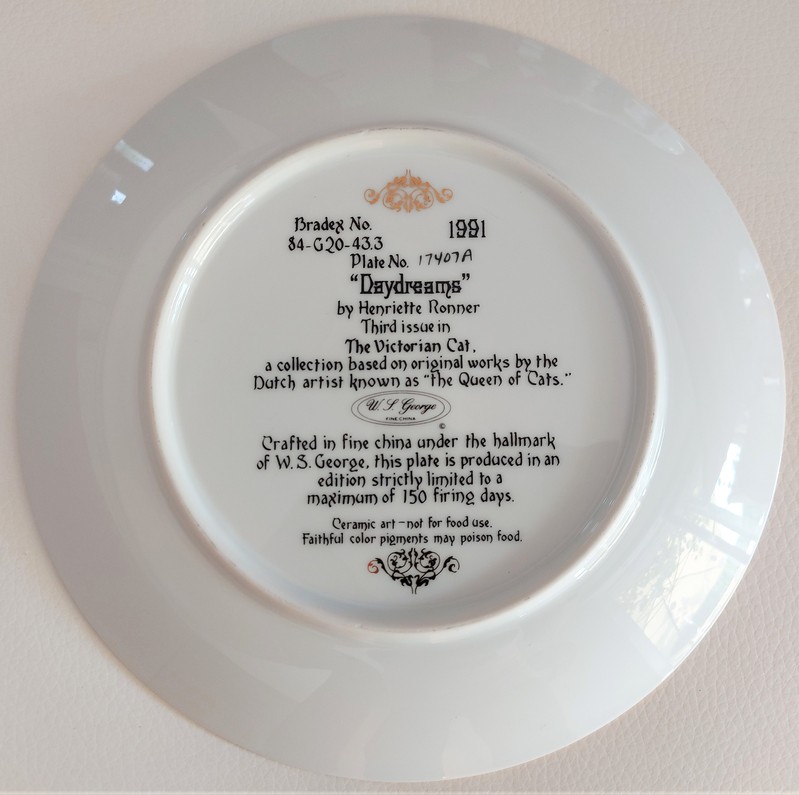 Bradex No.
84-G20-43.3
1991
Plate No. 17407A
“Daydreams”
by Henriette Ronner
Third issue in
The Victorian Cat,
a collection based on original works by the
Dutch artist known as “The Queen of Cats.”
W. S. George
FINE CHINA
©
Crafted in fine china under the hallmark
of W. S. George, this plate is produced in an
edition strictly limited to a
maximum of 150 firing days.
Ceramic art – not for food use.
Faithful color pigments may poison food.